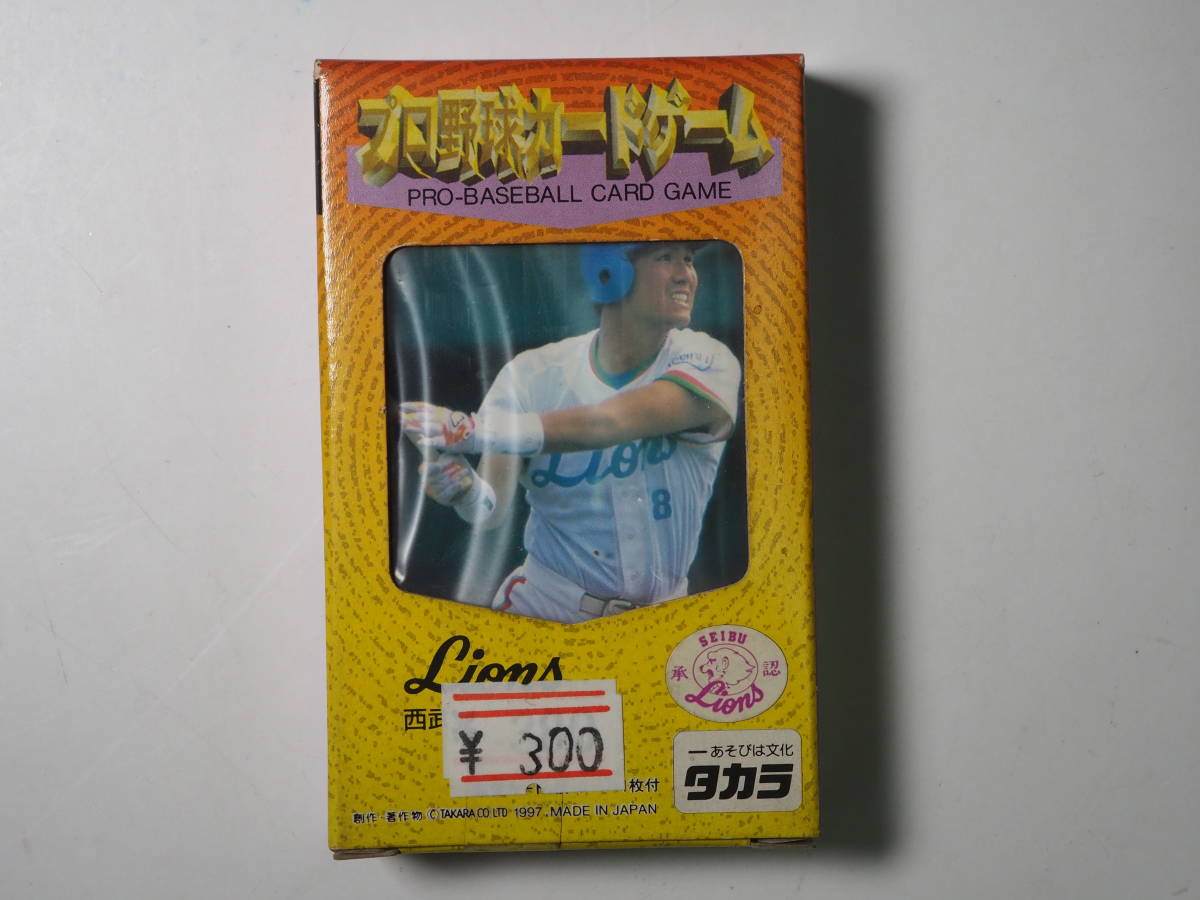 プロ野球カードゲーム
PRO-BASEBALL CARD GAME
Lions
8
Lions
西武
SEIBU
承 認
Lions
¥ 300
枚付
一あそびは文化
タカラ
創作・著作物 ⓒTAKARA CO.LTD 1997 MADE IN JAPAN